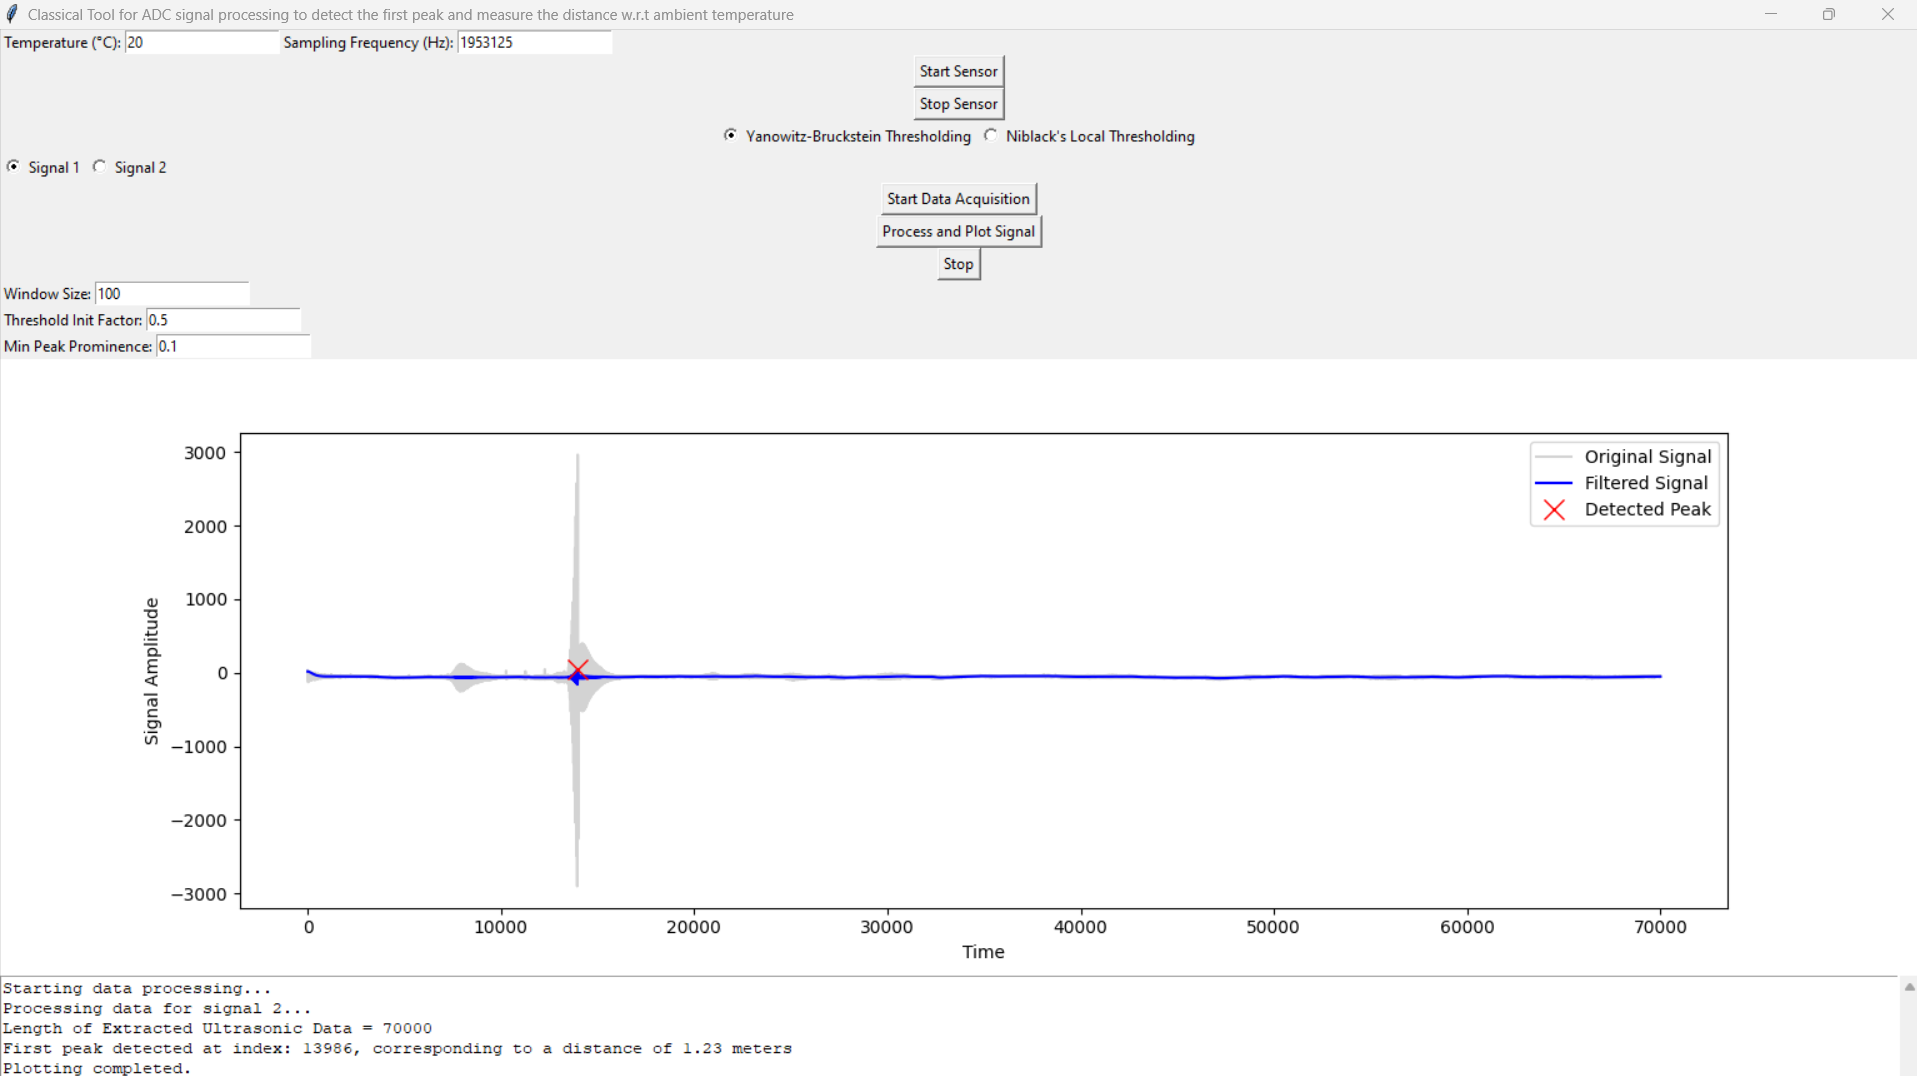 Classical Tool for ADC signal processing to detect the first peak and measure the distance w.r.t ambient temperature
Temperature (°C): 20 Sampling Frequency (Hz): 1953125
Start Sensor
Stop Sensor
Yanowitz-Bruckstein Thresholding Niblack's Local Thresholding
Signal 1 Signal 2
Start Data Acquisition
Process and Plot Signal
Stop
Window Size: 100
Threshold Init Factor: 0.5
Min Peak Prominence: 0.1
3000
2000
1000
0
−1000
−2000
−3000
Signal Amplitude
Original Signal
Filtered Signal
Detected Peak
0 10000 20000 30000 40000 50000 60000 70000
Time
Starting data processing...
Processing data for signal 2...
Length of Extracted Ultrasonic Data = 70000
First peak detected at index: 13986, corresponding to a distance of 1.23 meters
Plotting completed.